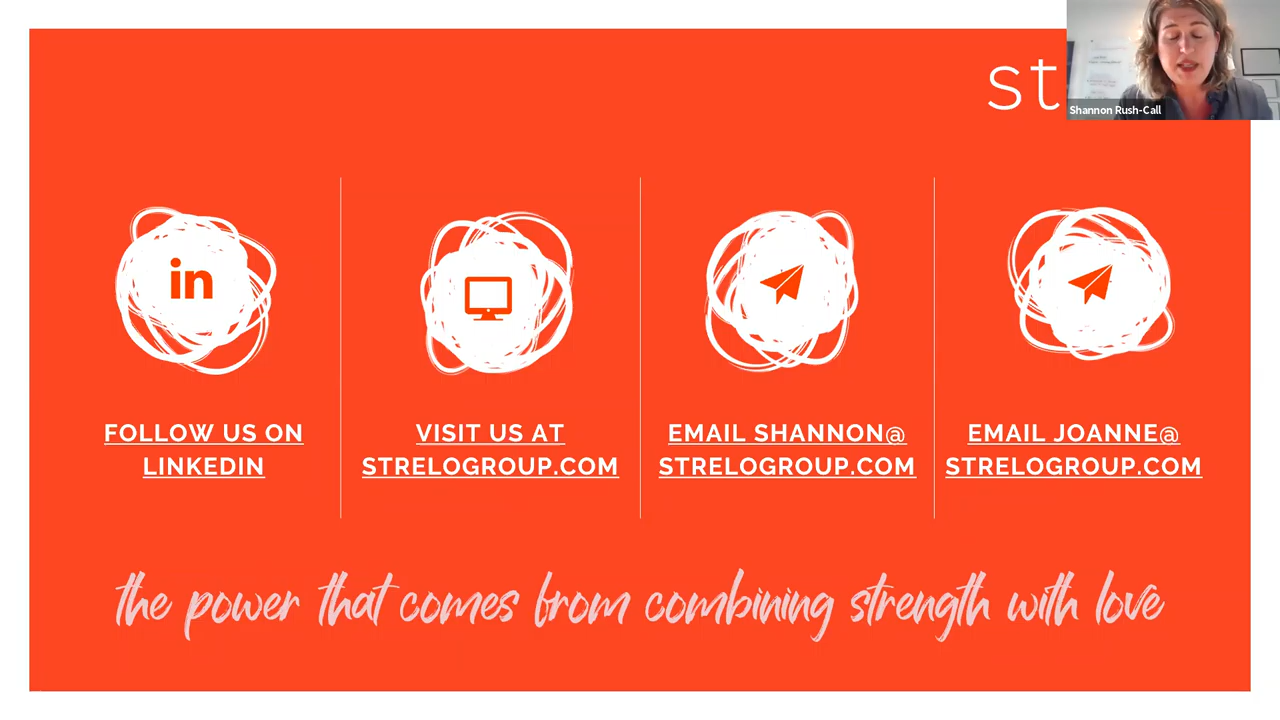 st
Shannon Rush-Call
in
FOLLOW US ON
LINKEDIN
VISIT US AT
STRELOGROUP.COM
EMAIL SHANNON@
STRELOGROUP.COM
EMAIL JOANNE@
STRELOGROUP.COM
the power that comes from combining strength with love